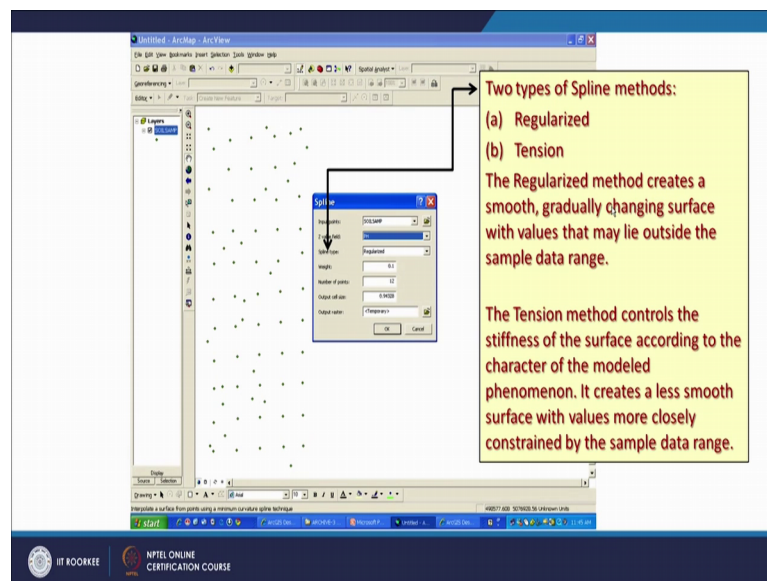 Untitled - ArcMap - ArcView
File Edit View Bookmarks Insert Selection Tools Window Help
Spatial Analyst
Georeferencing
Editor Task: Create New Feature Target:
Layers
SOILSAMP
Spline
Input points: SOILSAMP
Z value field:
Spline type: Regularized
Weight: 0.1
Number of points: 12
Output cell size:
Output raster: <Temporary>
OK Cancel
Two types of Spline methods:
(a) Regularized
(b) Tension
The Regularized method creates a
smooth, gradually changing surface
with values that may lie outside the
sample data range.
The Tension method controls the
stiffness of the surface according to the
character of the modeled
phenomenon. It creates a less smooth
surface with values more closely
constrained by the sample data range.
Display
Source Selection
Drawing Arial 10 B I U A
Interpolate a surface from points using a minimum curvature spline technique
Unknown Units
start Untitled - A... 11:45 AM
IIT ROORKEE
NPTEL ONLINE
CERTIFICATION COURSE